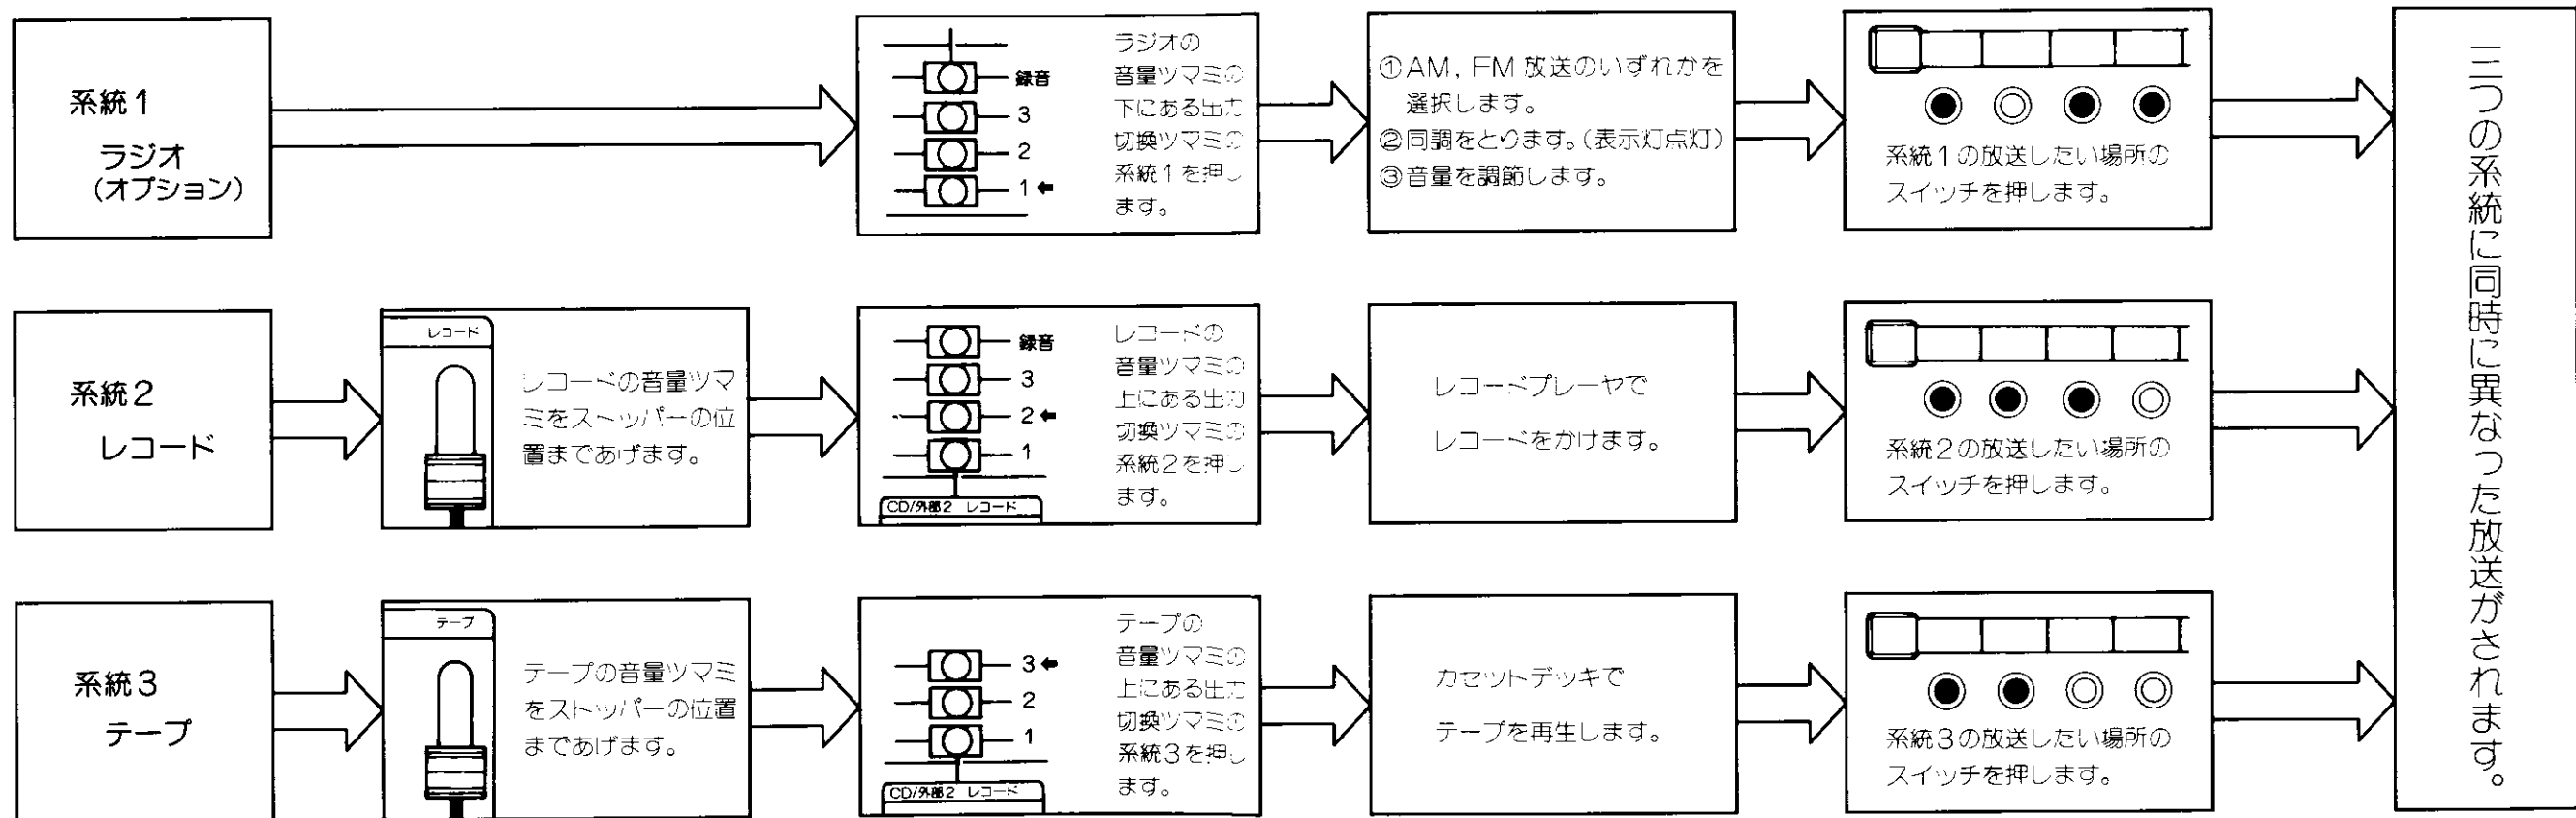 系統1
ラジオ
(オプション)
録音
3
2
1
ラジオの
音量ツマミの
下にある出力
切換ツマミの
系統1を押し
ます。
①AM，FM 放送のいずれかを
選択します。
②同調をとります。(表示灯点灯)
③音量を調節します。
系統1の放送したい場所の
スイッチを押します。
系統2
レコード
レコード
レコードの音量ツマ
ミをストッパーの位
置まであげます。
録音
3
2
1
CD/外部2 レコード
レコードの
音量ツマミの
上にある出力
切換ツマミの
系統2を押し
ます。
レコードプレーヤで
レコードをかけます。
系統2の放送したい場所の
スイッチを押します。
系統3
テープ
テープ
テープの音量ツマミ
をストッパーの位置
まであげます。
3
2
1
CD/外部2 レコード
テープの
音量ツマミの
上にある出力
切換ツマミの
系統3を押し
ます。
カセットデッキで
テープを再生します。
系統3の放送したい場所の
スイッチを押します。
三つの系統に同時に異なった放送がされます。